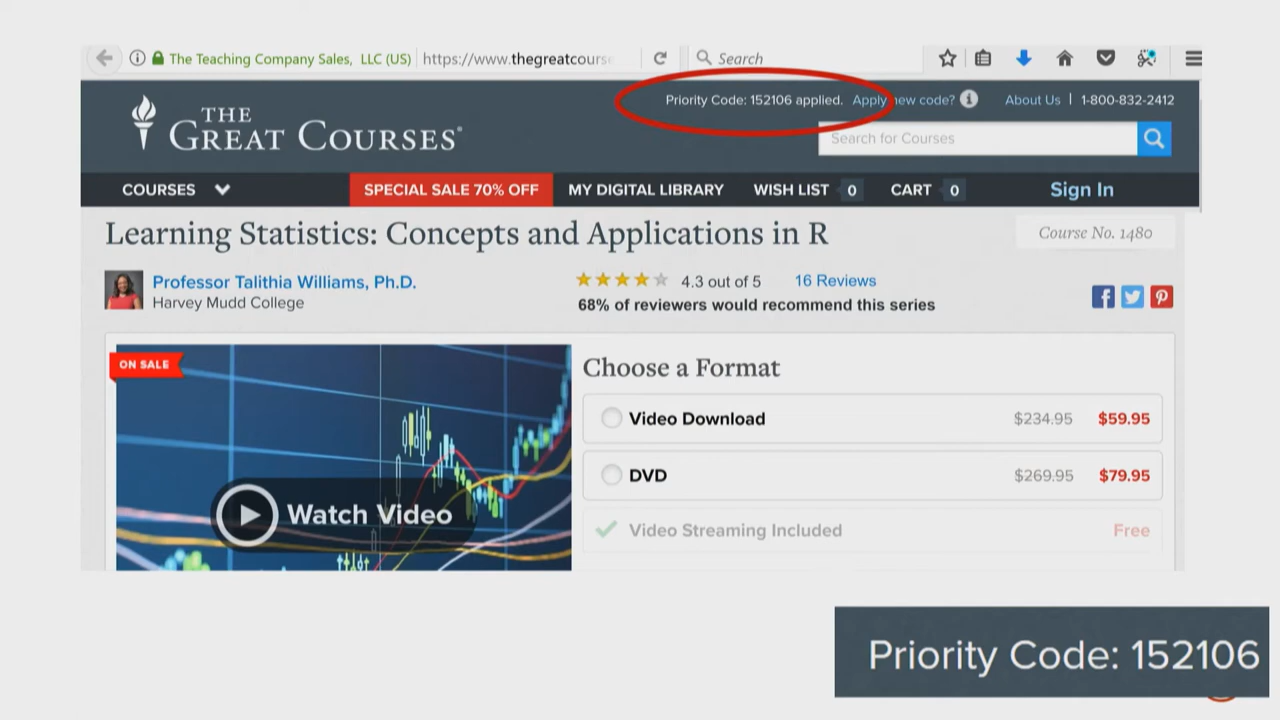 The Teaching Company Sales, LLC (US) https://www.thegreatcours Search
Priority Code: 152106 applied. Apply new code? About Us | 1-800-832-2412
THE
GREAT COURSES®
Search for Courses
COURSES SPECIAL SALE 70% OFF MY DIGITAL LIBRARY WISH LIST 0 CART 0 Sign In
Learning Statistics: Concepts and Applications in R
Course No. 1480
Professor Talithia Williams, Ph.D. 4.3 out of 5 16 Reviews
Harvey Mudd College 68% of reviewers would recommend this series
ON SALE
Choose a Format
Video Download $234.95 $59.95
DVD $269.95 $79.95
Watch Video
Video Streaming Included Free
Priority Code: 152106